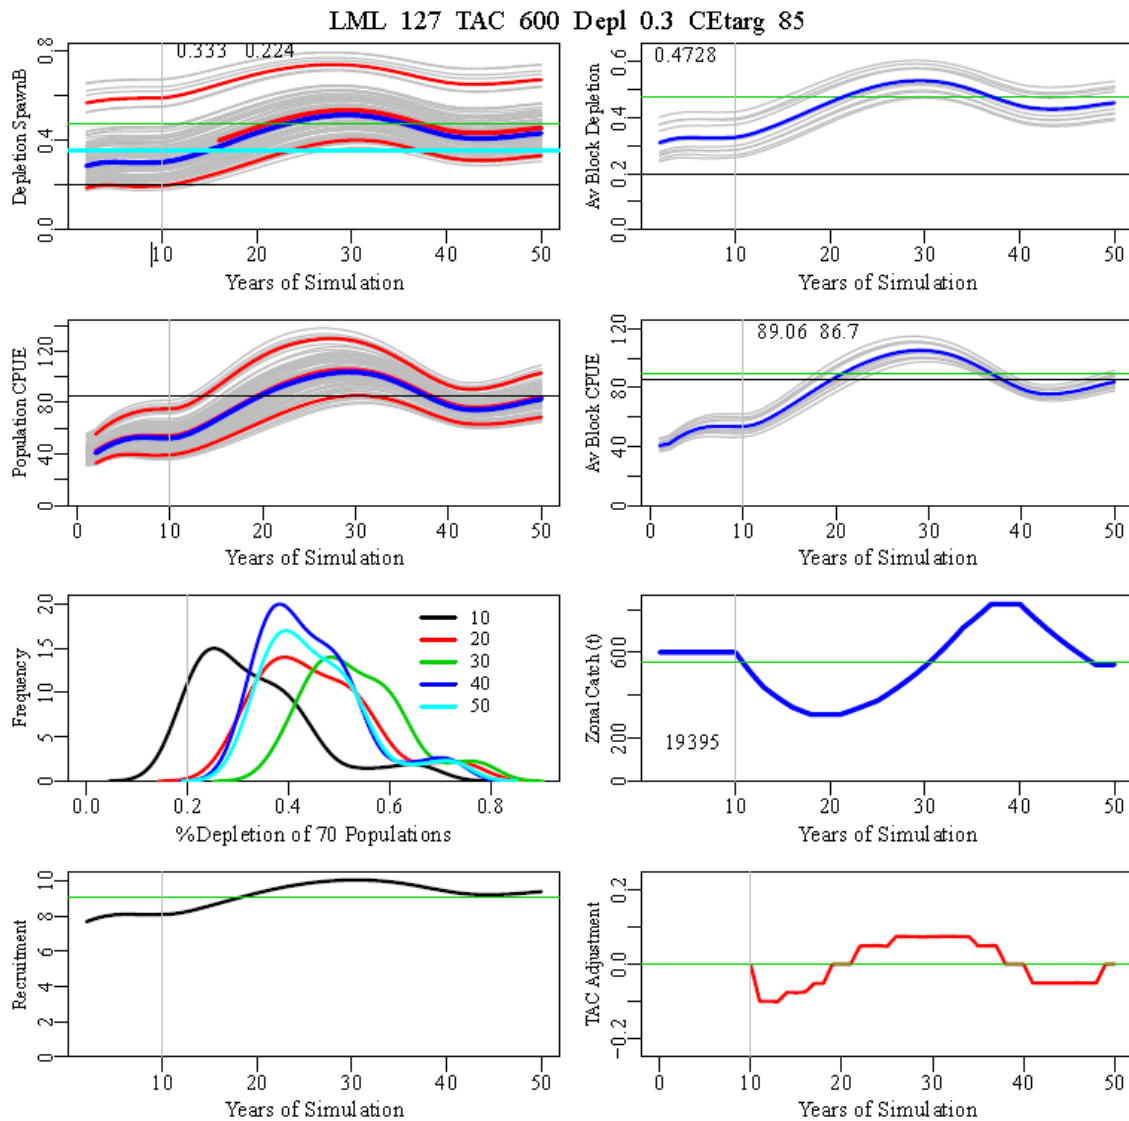 LML 127 TAC 600 Depl 0.3 CEtarg 85
Depletion SpawnB
0.0 0.4 0.8
0.333 0.224
10 20 30 40 50
Years of Simulation
Av Block Depletion
0.0 0.2 0.4 0.6
0.4728
10 20 30 40 50
Years of Simulation
Population CPUE
0 40 80 120
0 10 20 30 40 50
Years of Simulation
Av Block CPUE
0 40 80 120
89.06 86.7
0 10 20 30 40 50
Years of Simulation
Frequency
0 5 10 15 20
10
20
30
40
50
0.0 0.2 0.4 0.6 0.8
%Depletion of 70 Populations
Zonal Catch (t)
0 200 600
19395
10 20 30 40 50
Years of Simulation
Recruitment
0 2 4 6 8 10
10 20 30 40 50
Years of Simulation
TAC Adjustment
-0.2 0.0 0.2
0 10 20 30 40 50
Years of Simulation